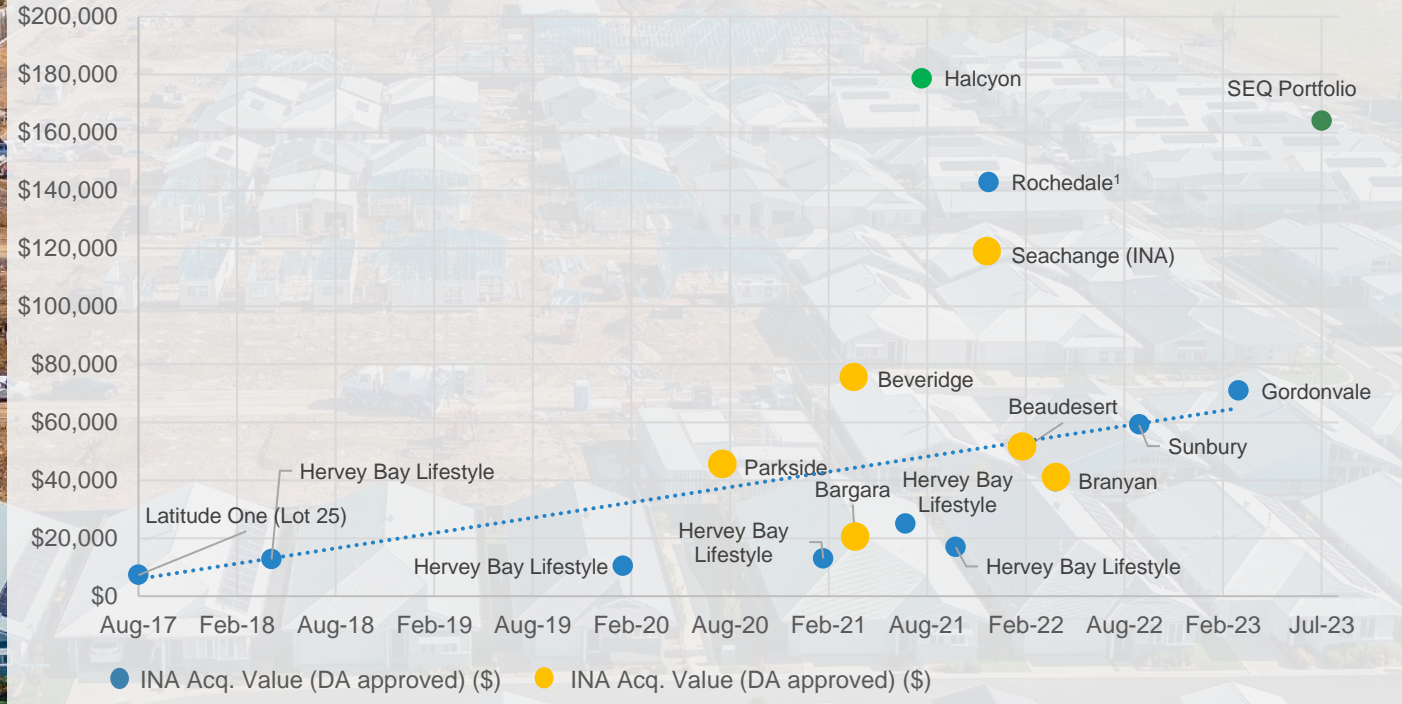 $200,000
$180,000
$160,000
$140,000
$120,000
$100,000
$80,000
$60,000
$40,000
$20,000
$0
Halcyon
SEQ Portfolio
Rochedale¹
Seachange (INA)
Beveridge
Gordonvale
Beaudesert
Sunbury
Parkside
Branyan
Bargara
Hervey Bay
Lifestyle
Hervey Bay Lifestyle
Latitude One (Lot 25)
Hervey Bay
Lifestyle
Hervey Bay Lifestyle
Hervey Bay Lifestyle
Aug-17 Feb-18 Aug-18 Feb-19 Aug-19 Feb-20 Aug-20 Feb-21 Aug-21 Feb-22 Aug-22 Feb-23 Jul-23
INA Acq. Value (DA approved) ($) INA Acq. Value (DA approved) ($)